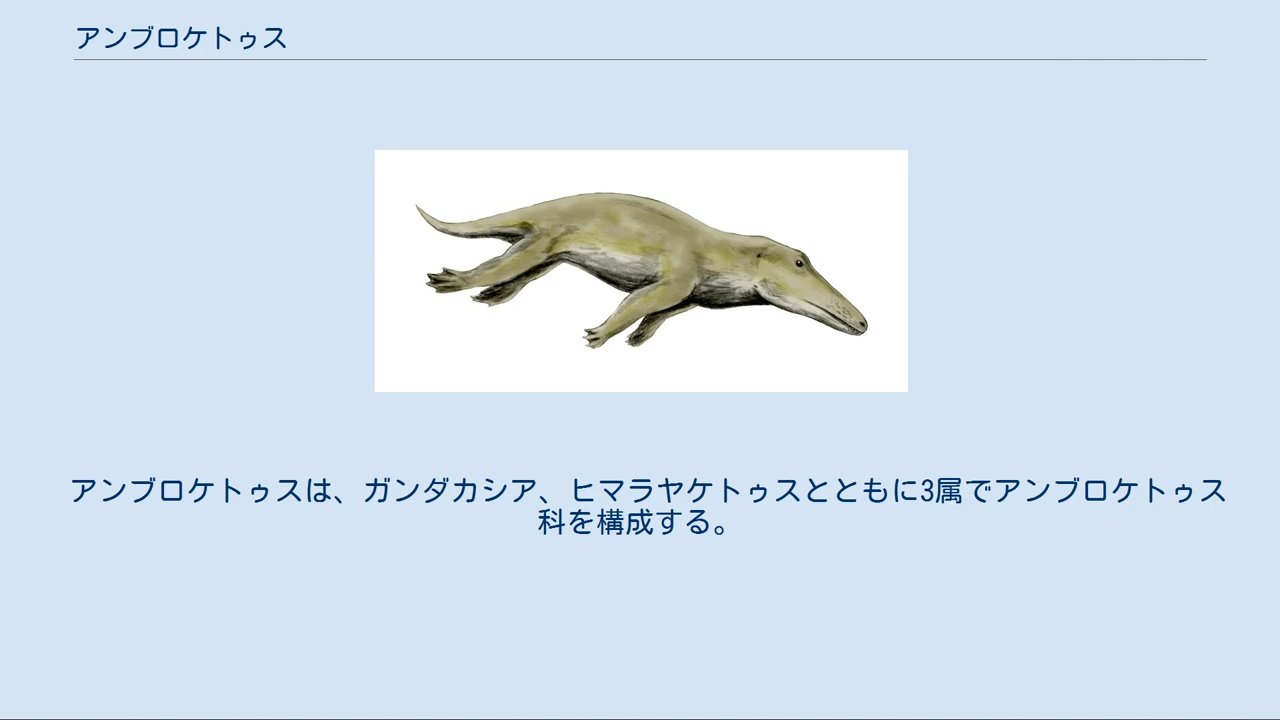 アンブロケトゥス
アンブロケトゥスは、ガンダカシア、ヒマラヤケトゥスとともに3属でアンブロケトゥス
科を構成する。